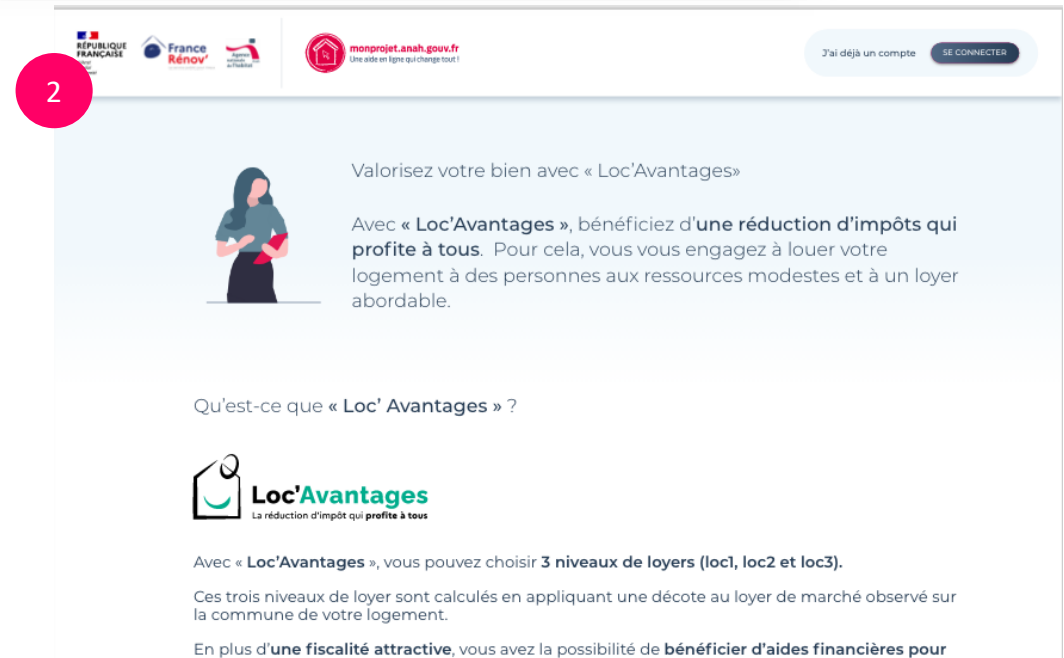 RÉPUBLIQUE
FRANÇAISE
France
Rénov'
Agence
nationale
de l'habitat
monprojet.anah.gouv.fr
Une aide en ligne qui change tout !
J'ai déjà un compte
SE CONNECTER
2
Valorisez votre bien avec « Loc'Avantages»
Avec « Loc'Avantages », bénéficiez d'une réduction d'impôts qui
profite à tous. Pour cela, vous vous engagez à louer votre
logement à des personnes aux ressources modestes et à un loyer
abordable.
Qu'est-ce que « Loc' Avantages » ?
Loc'Avantages
La réduction d'impôt qui profite à tous
Avec « Loc'Avantages », vous pouvez choisir 3 niveaux de loyers (loc1, loc2 et loc3).
Ces trois niveaux de loyer sont calculés en appliquant une décote au loyer de marché observé sur
la commune de votre logement.
En plus d'une fiscalité attractive, vous avez la possibilité de bénéficier d'aides financières pour